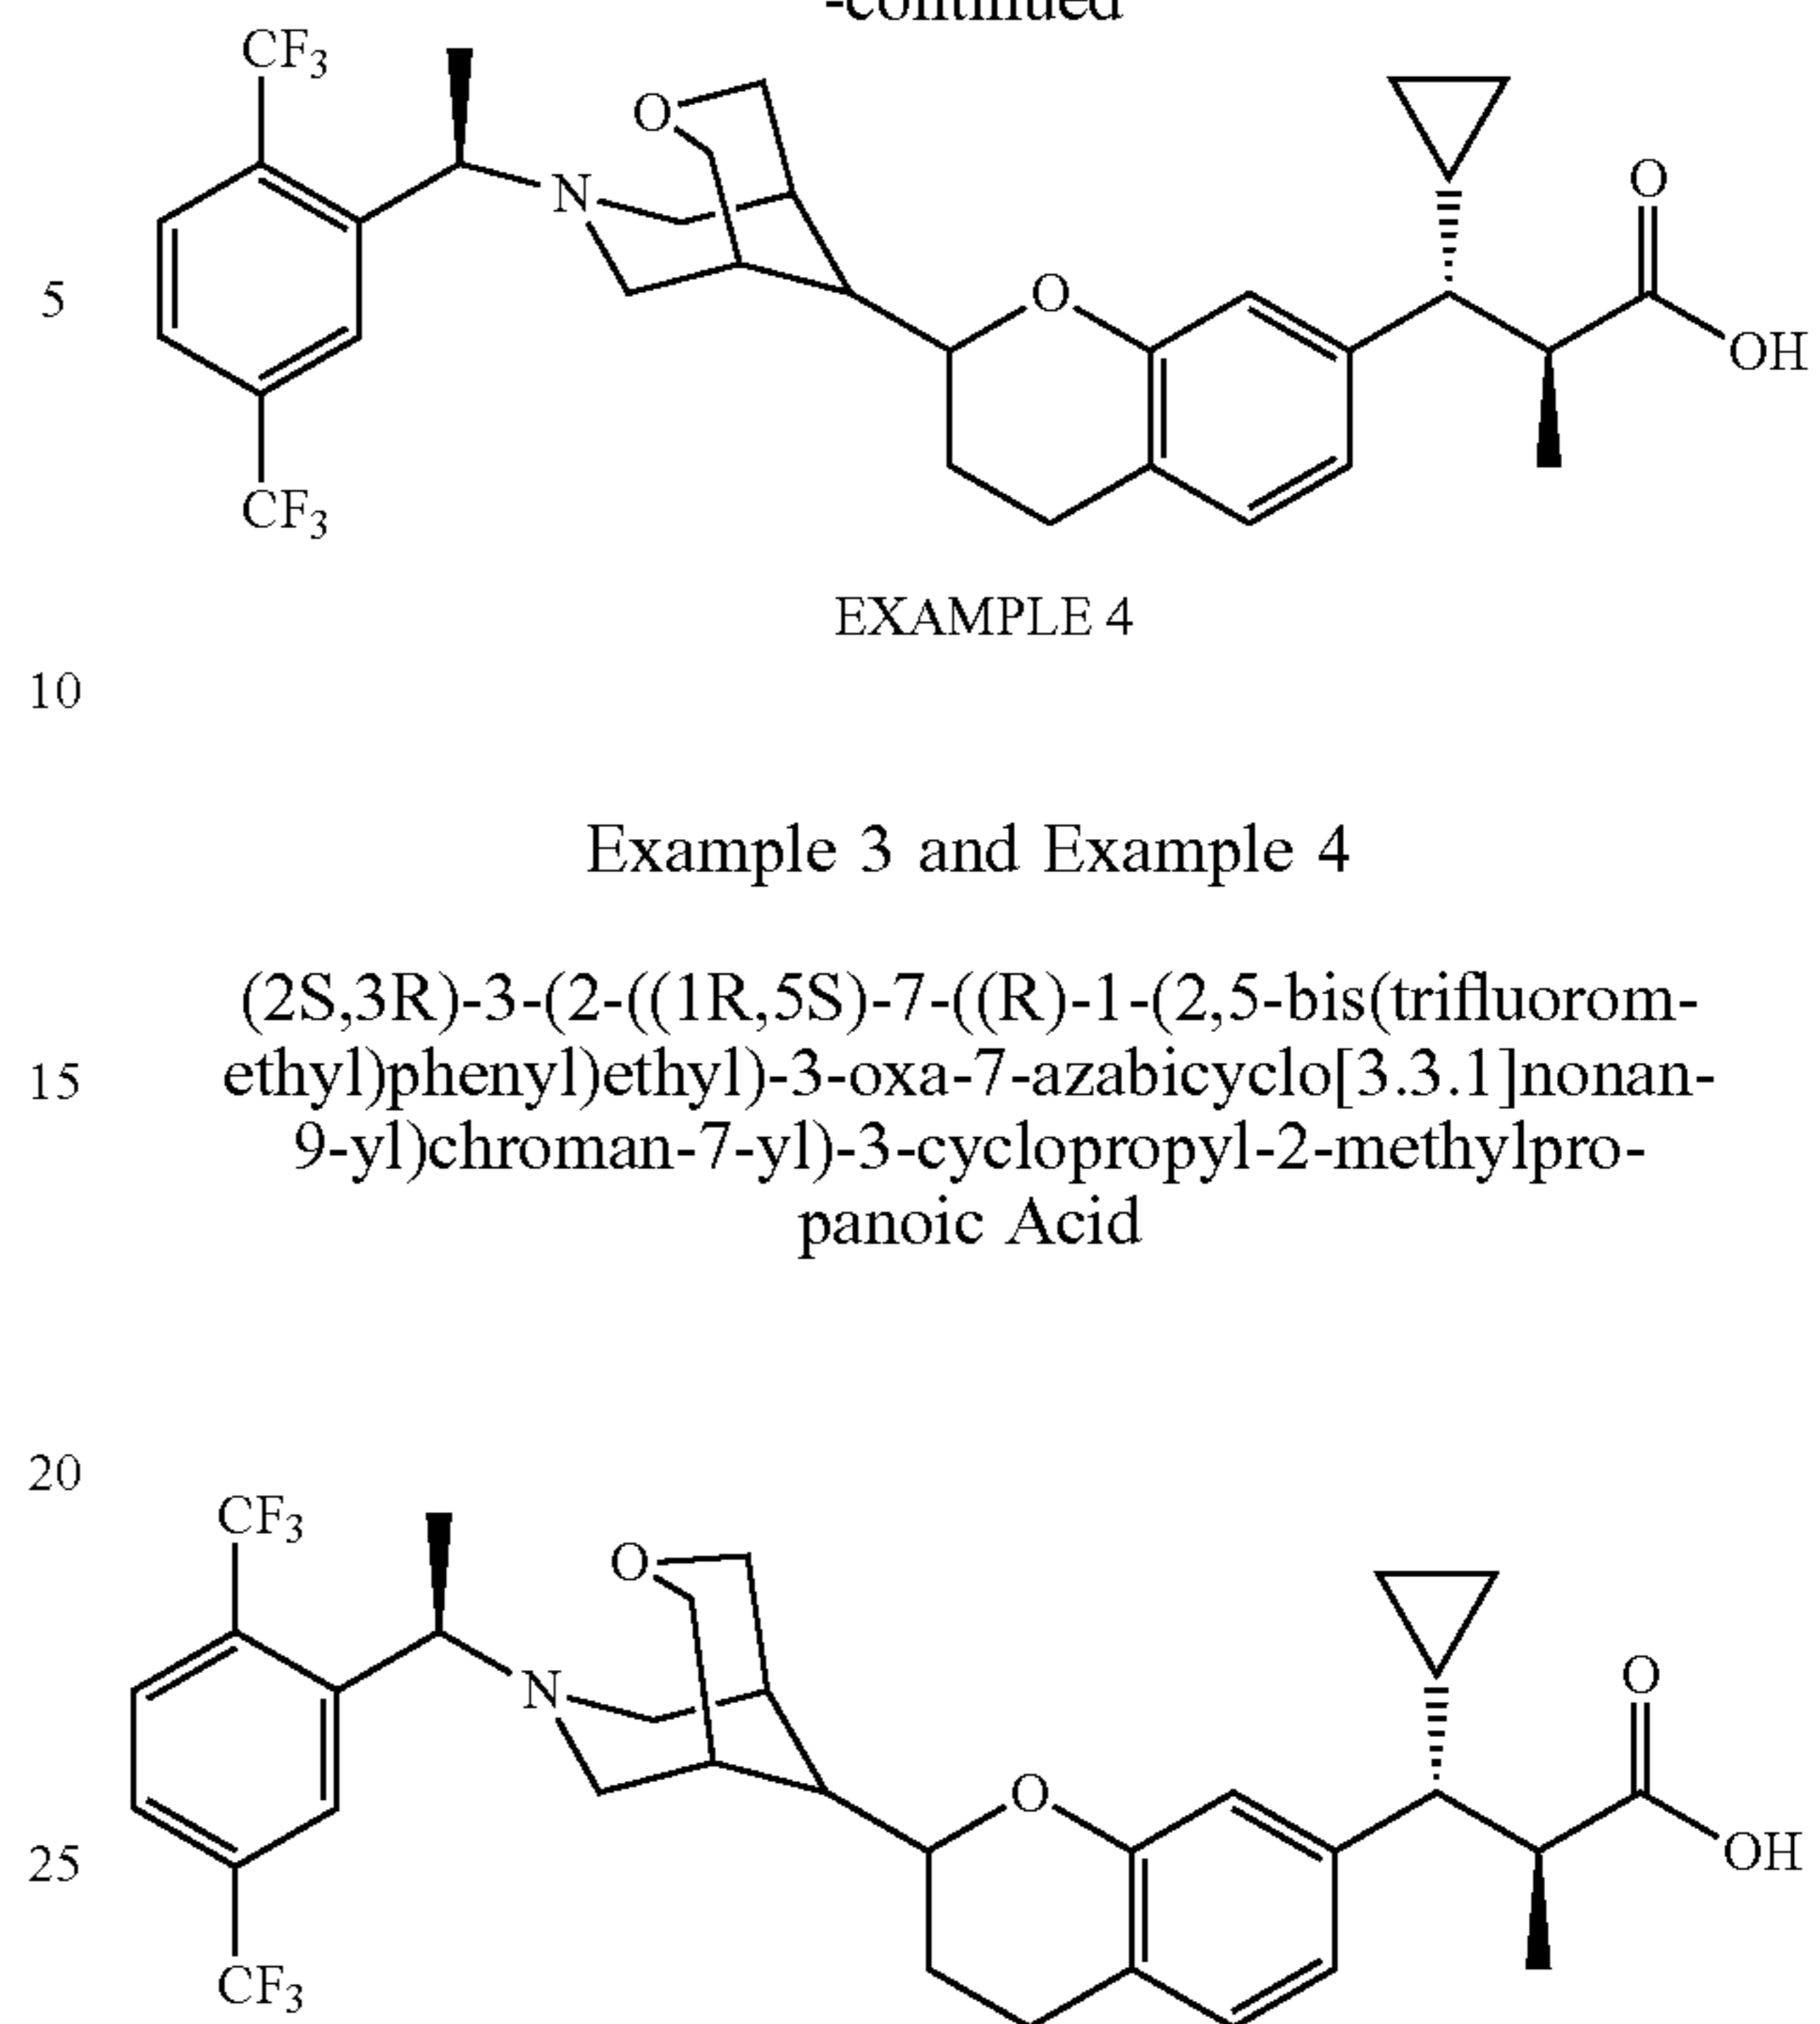 -continued
CF3
O
N
O
5
O
OH
CF3
EXAMPLE 4
10
Example 3 and Example 4
(2S,3R)-3-(2-((1R,5S)-7-((R)-1-(2,5-bis(trifluorom-
15 ethyl)phenyl)ethyl)-3-oxa-7-azabicyclo[3.3.1]nonan-
9-yl)chroman-7-yl)-3-cyclopropyl-2-methylpro-
panoic Acid
20
CF3
O
N
O
O
25
OH
CF3